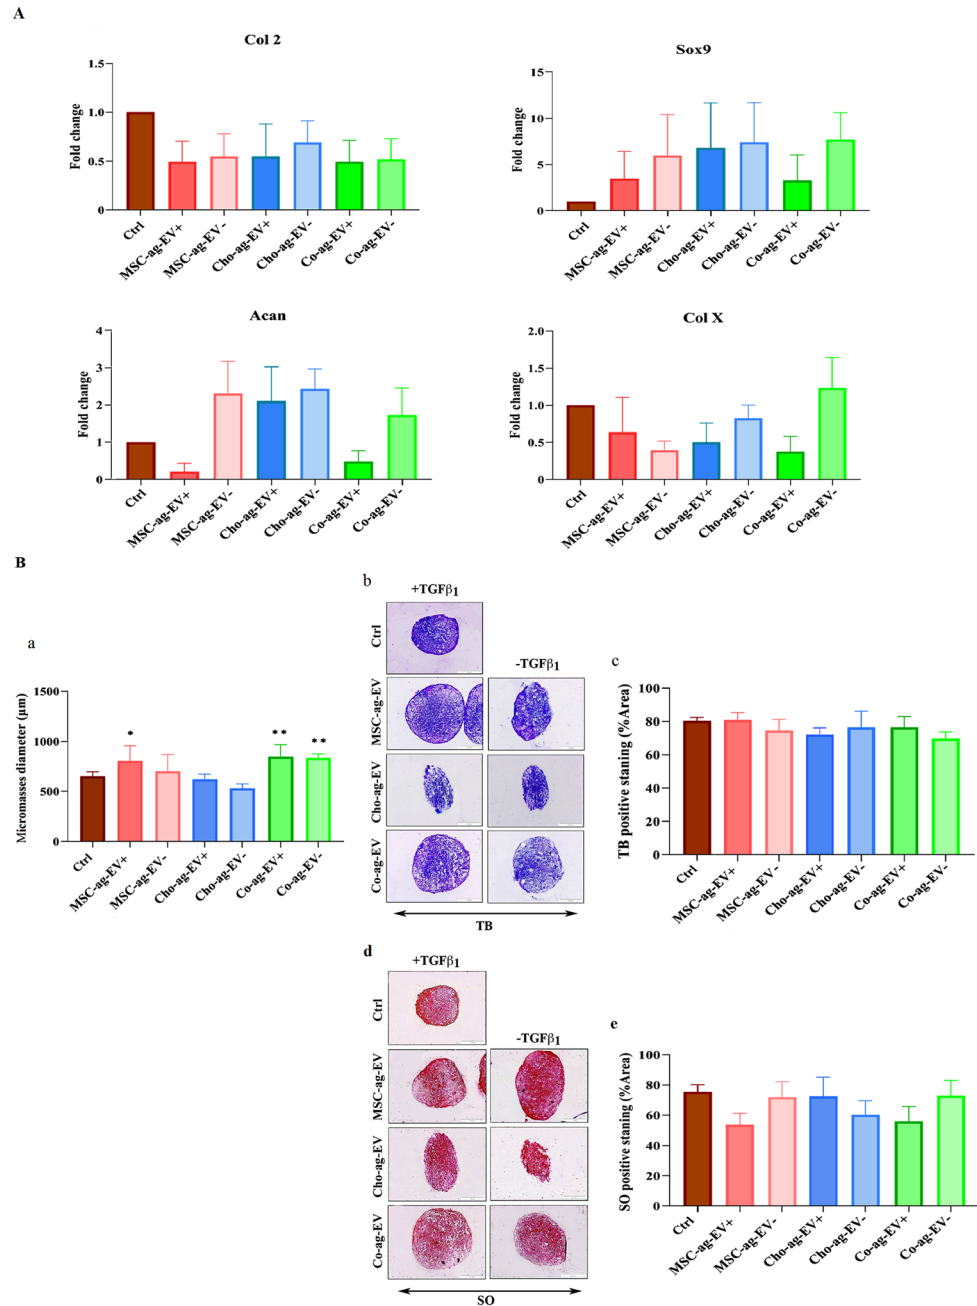 A
Col 2
Fold change
1.5
1.0
0.5
0
Ctrl
MSC-ag-EV+
MSC-ag-EV-
Cho-ag-EV+
Cho-ag-EV-
Co-ag-EV+
Co-ag-EV-
Sox9
Fold change
15
10
5
0
Ctrl
MSC-ag-EV+
MSC-ag-EV-
Cho-ag-EV+
Cho-ag-EV-
Co-ag-EV+
Co-ag-EV-
Acan
Fold change
4
3
2
1
0
Ctrl
MSC-ag-EV+
MSC-ag-EV-
Cho-ag-EV+
Cho-ag-EV-
Co-ag-EV+
Co-ag-EV-
Col X
Fold change
2.0
1.5
1.0
0.5
0
Ctrl
MSC-ag-EV+
MSC-ag-EV-
Cho-ag-EV+
Cho-ag-EV-
Co-ag-EV+
Co-ag-EV-
B
a
Micromasses diameter (µm)
1500
1000
500
0
*
**
**
Ctrl
MSC-ag-EV+
MSC-ag-EV-
Cho-ag-EV+
Cho-ag-EV-
Co-ag-EV+
Co-ag-EV-
b
+TGFβ1
-TGFβ1
Ctrl
MSC-ag-EV
Cho-ag-EV
Co-ag-EV
TB
c
TB positive staning (%Area)
100
80
60
40
20
0
Ctrl
MSC-ag-EV+
MSC-ag-EV-
Cho-ag-EV+
Cho-ag-EV-
Co-ag-EV+
Co-ag-EV-
d
+TGFβ1
-TGFβ1
Ctrl
MSC-ag-EV
Cho-ag-EV
Co-ag-EV
SO
e
SO positive staning (%Area)
100
80
60
40
20
0
Ctrl
MSC-ag-EV+
MSC-ag-EV-
Cho-ag-EV+
Cho-ag-EV-
Co-ag-EV+
Co-ag-EV-